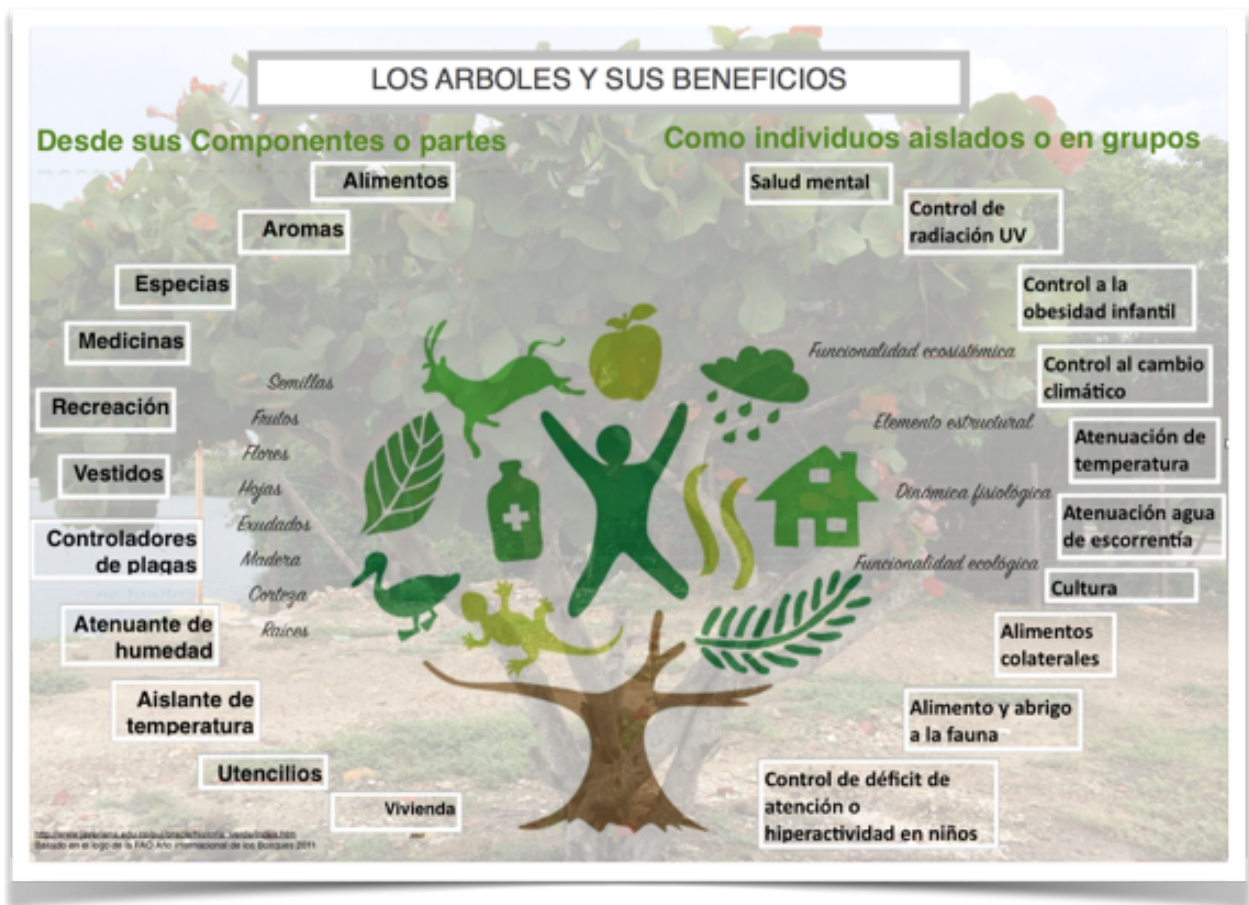 LOS ARBOLES Y SUS BENEFICIOS
Desde sus Componentes o partes
Alimentos
Aromas
Especias
Medicinas
Recreación
Vestidos
Controladores
de plagas
Atenuante de
humedad
Aislante de
temperatura
Utencilios
Vivienda
Semillas
Frutos
Flores
Hojas
Exudados
Madera
Corteza
Raíces
Como individuos aislados o en grupos
Salud mental
Control de
radiación UV
Control a la
obesidad infantil
Control al cambio
climático
Atenuación de
temperatura
Atenuación agua
de escorrentía
Cultura
Alimentos
colaterales
Alimento y abrigo
a la fauna
Control de déficit de
atención o
hiperactividad en niños
Funcionalidad ecosistémica
Elemento estructural
Dinámica fisiológica
Funcionalidad ecológica
Basado en el logo de la FAO Año Internacional de los Bosques 2011